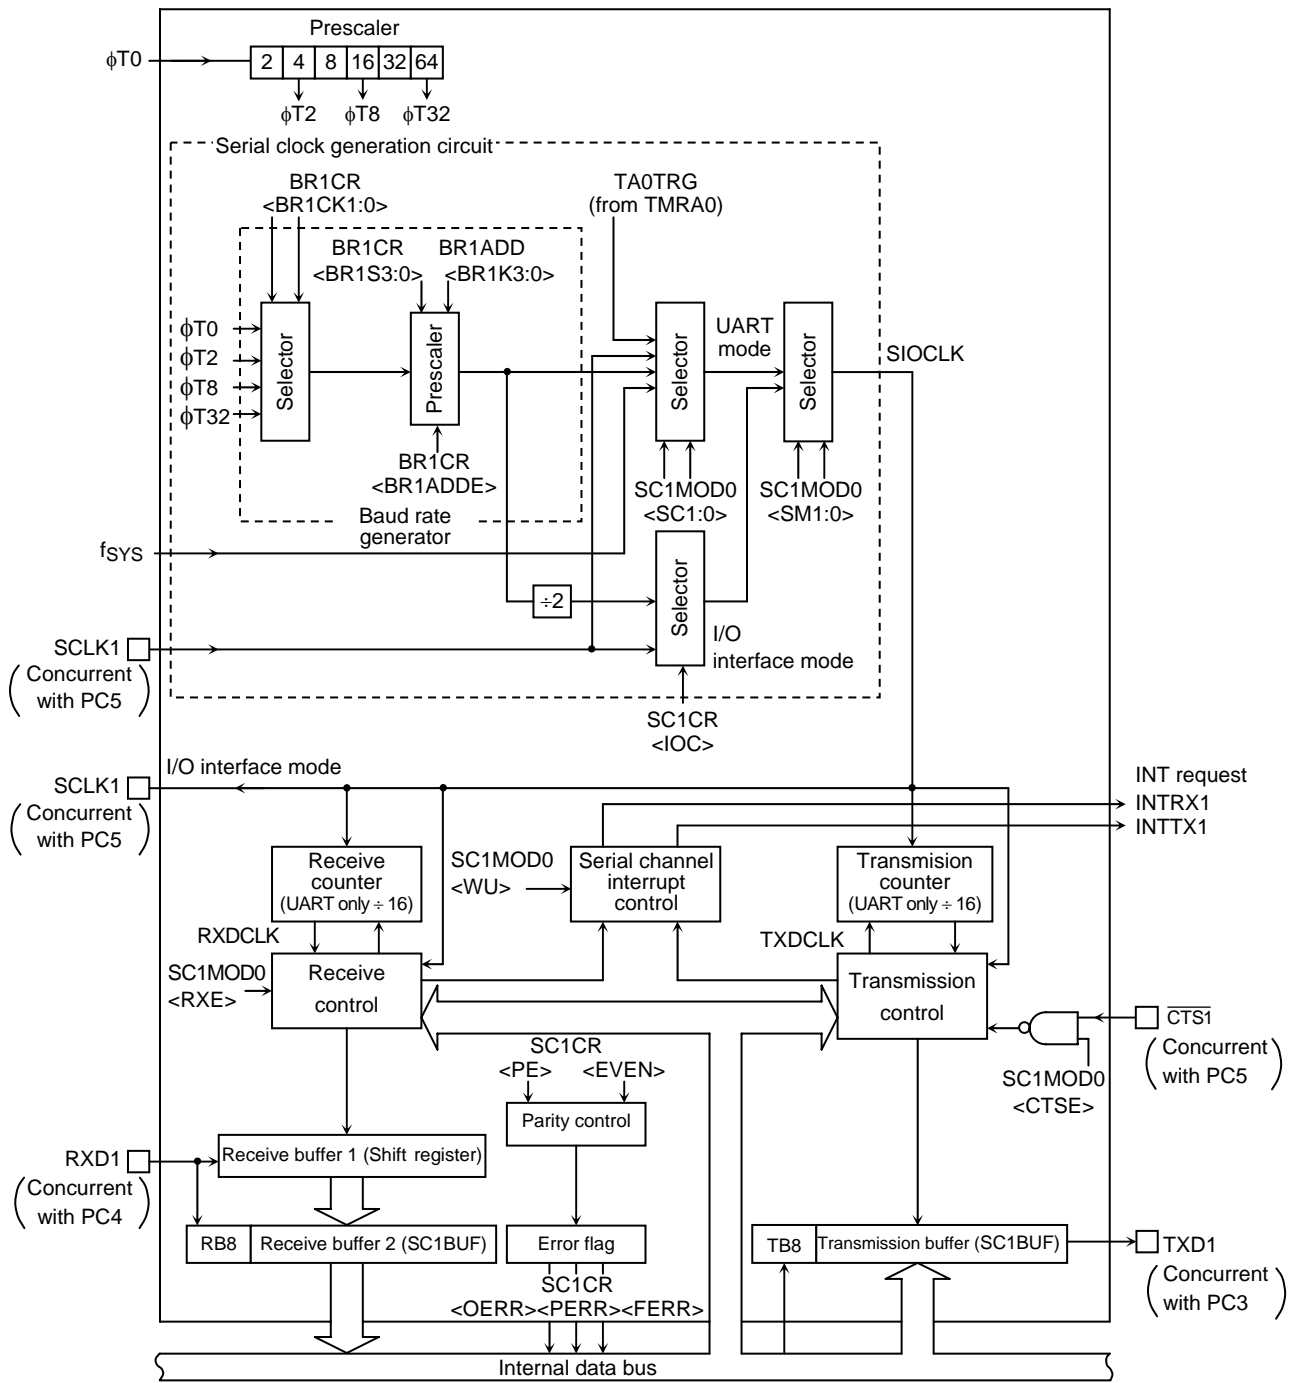 Prescaler
ϕT0
2 4 8 16 32 64
ϕT2 ϕT8 ϕT32
Serial clock generation circuit
BR1CR
<BR1CK1:0>
TA0TRG
(from TMRA0)
BR1CR
<BR1S3:0>
BR1ADD
<BR1K3:0>
ϕT0
ϕT2
ϕT8
ϕT32
Selector
Prescaler
Selector
UART
mode
Selector
SIOCLK
BR1CR
<BR1ADDE>
SC1MOD0
<SC1:0>
SC1MOD0
<SM1:0>
Baud rate
generator
fSYS
÷2
Selector
I/O
interface mode
SCLK1
(Concurrent
with PC5)
SC1CR
<IOC>
I/O interface mode
SCLK1
(Concurrent
with PC5)
INT request
INTRX1
INTTX1
Receive
counter
(UART only ÷ 16)
SC1MOD0
<WU>
Serial channel
interrupt
control
Transmision
counter
(UART only ÷ 16)
RXDCLK
TXDCLK
SC1MOD0
<RXE>
Receive
control
Transmission
control
CTS1
(Concurrent
with PC5)
SC1MOD0
<CTSE>
SC1CR
<PE> <EVEN>
Parity control
RXD1
(Concurrent
with PC4)
Receive buffer 1 (Shift register)
RB8 Receive buffer 2 (SC1BUF)
Error flag
SC1CR
<OERR><PERR><FERR>
TB8 Transmission buffer (SC1BUF)
TXD1
(Concurrent
with PC3)
Internal data bus